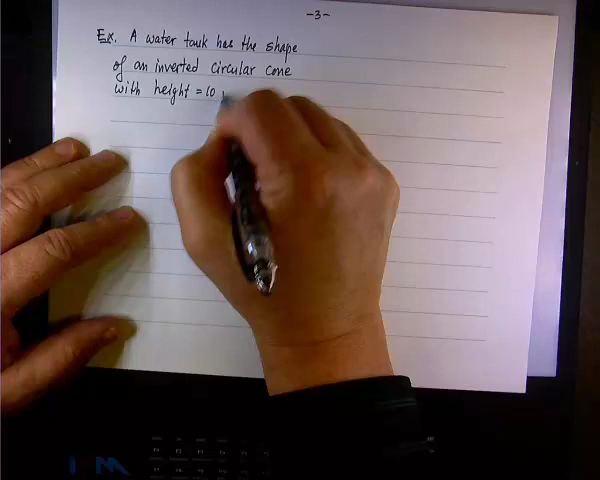 -3-
Ex. A water tank has the shape
of an inverted circular cone
with height = 10